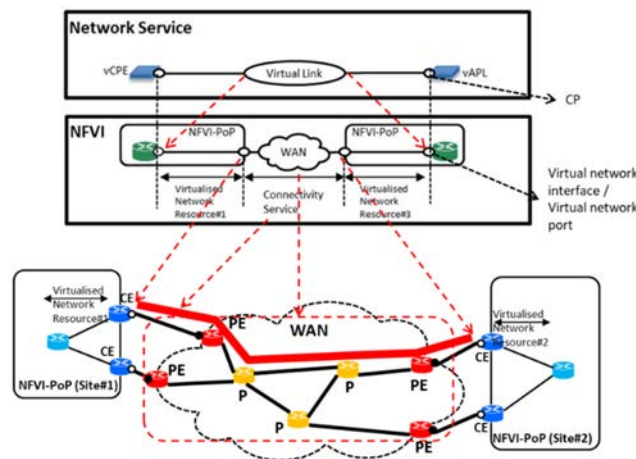 Network Service
vCPE
Virtual Link
vAPL
CP
NFVI
NFVI-PoP
WAN
NFVI-PoP
Virtualised
Network
Resource#1
Connectivity
Service
Virtualised
Network
Resource#3
Virtual network
interface /
Virtual network
port
Virtualised
Network
Resource#1
CE
PE
WAN
Virtualised
Network
Resource#2
CE
CE
PE
P
P
PE
NFVI-PoP (Site#1)
P
PE
CE
NFVI-PoP (Site#2)